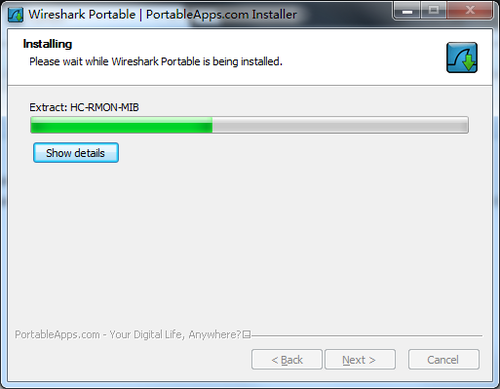 Wireshark Portable | PortableApps.com Installer
Installing
Please wait while Wireshark Portable is being installed.
Extract: HC-RMON-MIB
Show details
PortableApps.com - Your Digital Life, Anywhere?
< Back Next > Cancel